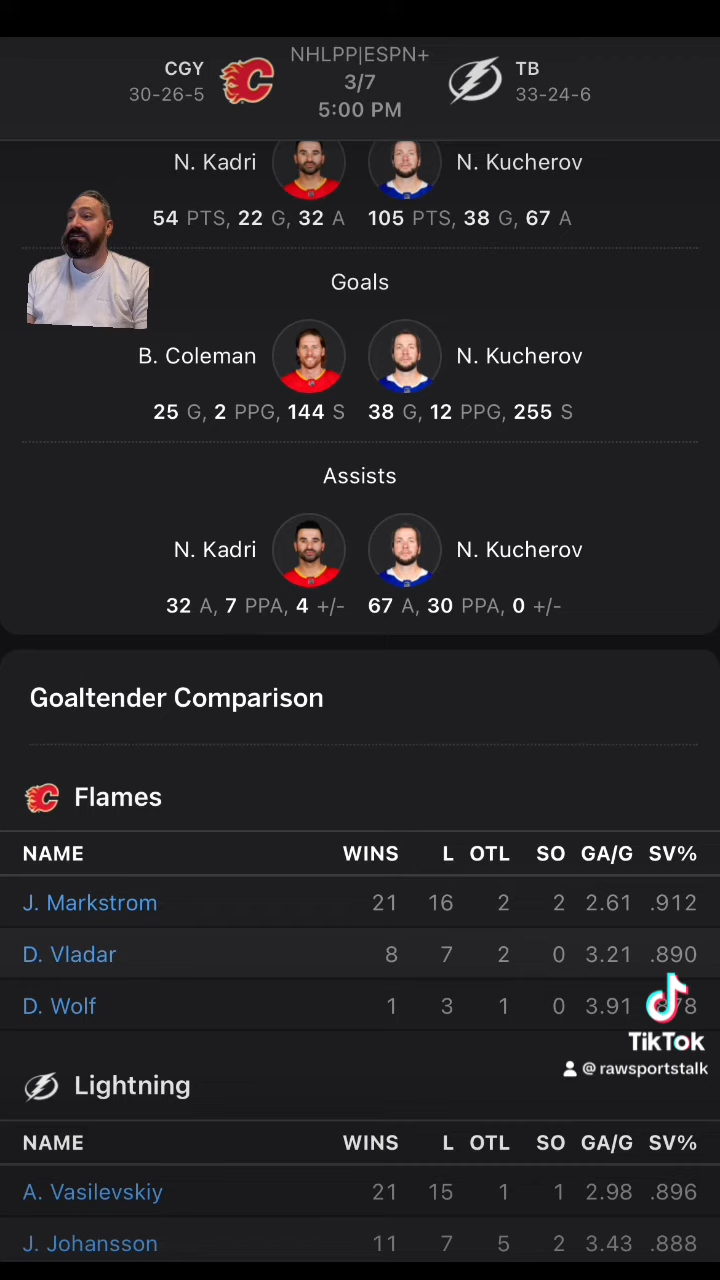 NHLPP|ESPN+
CGY 3/7 TB
30-26-5 5:00 PM 33-24-6
N. Kadri N. Kucherov
54 PTS, 22 G, 32 A 105 PTS, 38 G, 67 A
Goals
B. Coleman N. Kucherov
25 G, 2 PPG, 144 S 38 G, 12 PPG, 255 S
Assists
N. Kadri N. Kucherov
32 A, 7 PPA, 4 +/- 67 A, 30 PPA, 0 +/-
Goaltender Comparison
Flames
NAME WINS L OTL SO GA/G SV%
J. Markstrom 21 16 2 2 2.61 .912
D. Vladar 8 7 2 0 3.21 .890
D. Wolf 1 3 1 0 3.91
TikTok
@rawsportstalk
Lightning
NAME WINS L OTL SO GA/G SV%
A. Vasilevskiy 21 15 1 1 2.98 .896
J. Johansson 11 7 5 2 3.43 .888